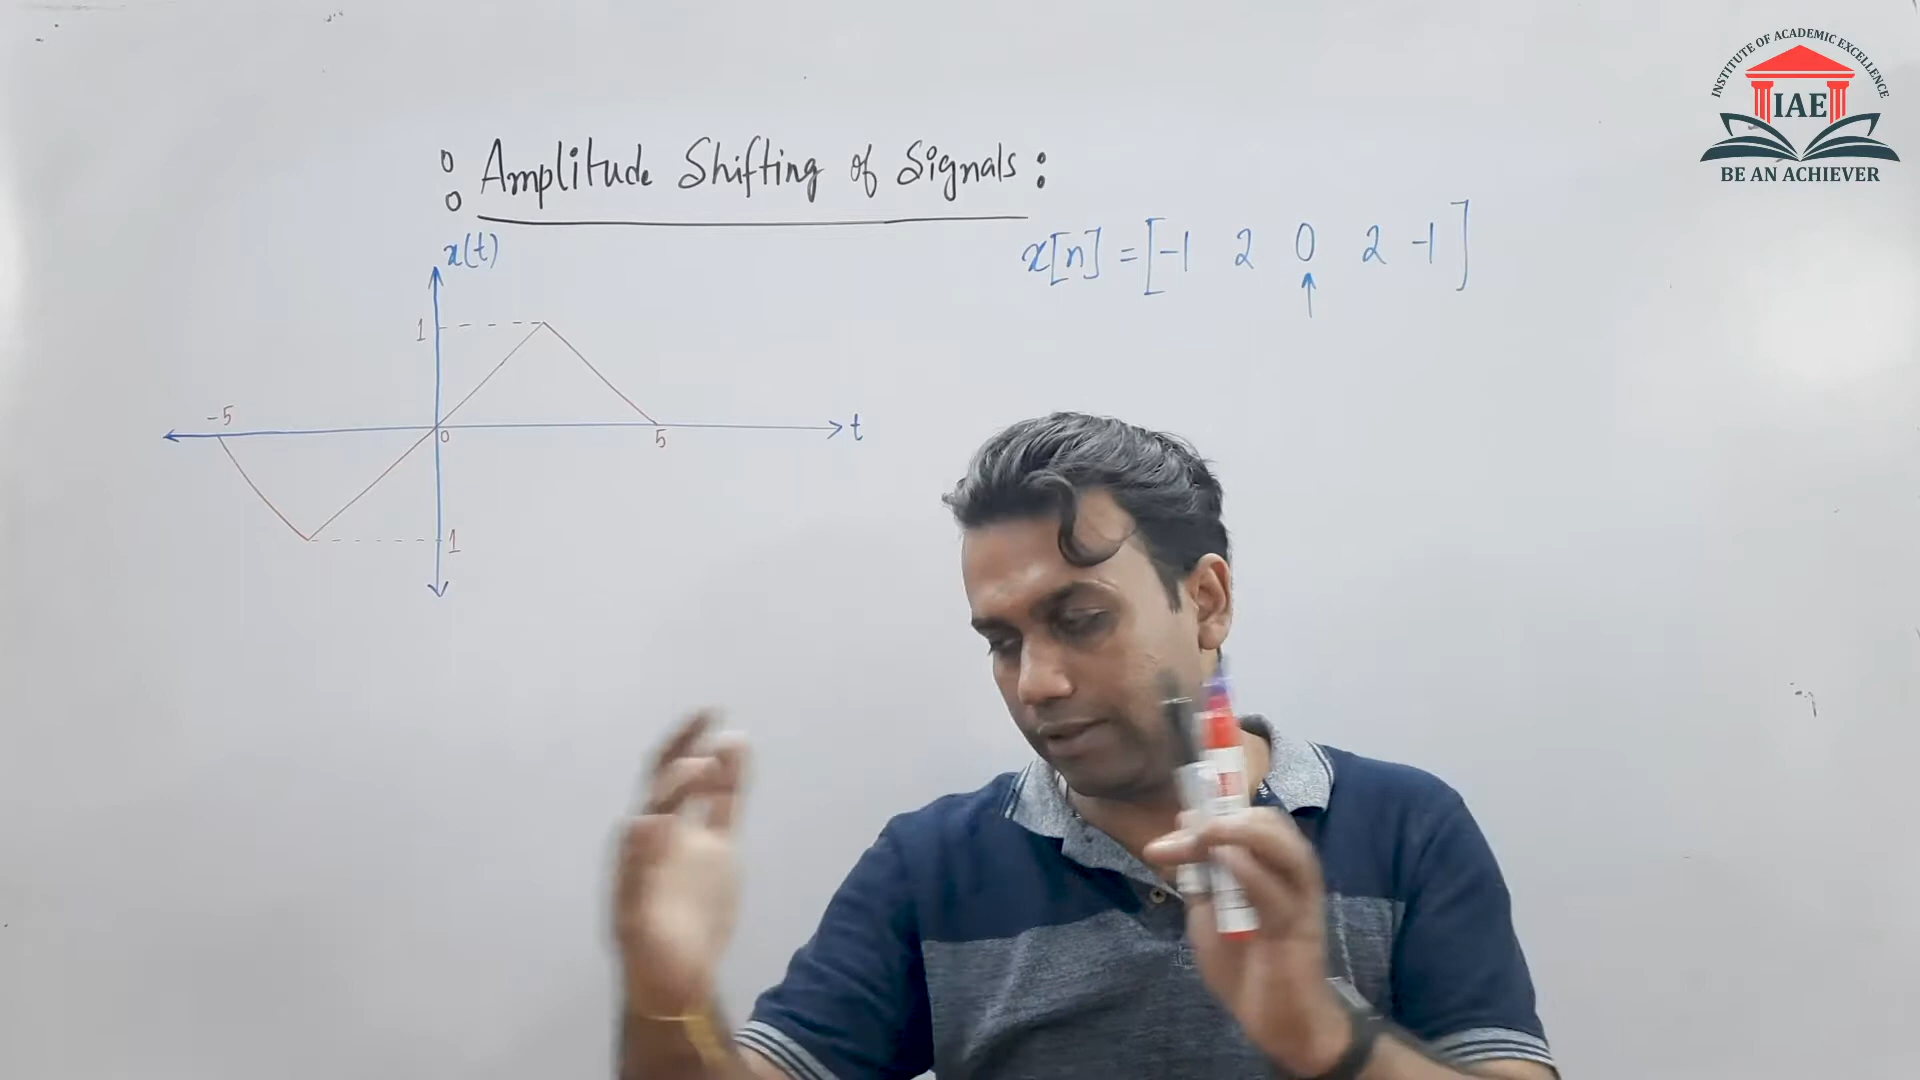 INSTITUTE OF ACADEMIC EXCELLENCE
IAE
BE AN ACHIEVER
Amplitude Shifting of Signals :
x(t)
x[n] = [-1 2 0 2 -1]
↑
1
-5
0
5
t
1